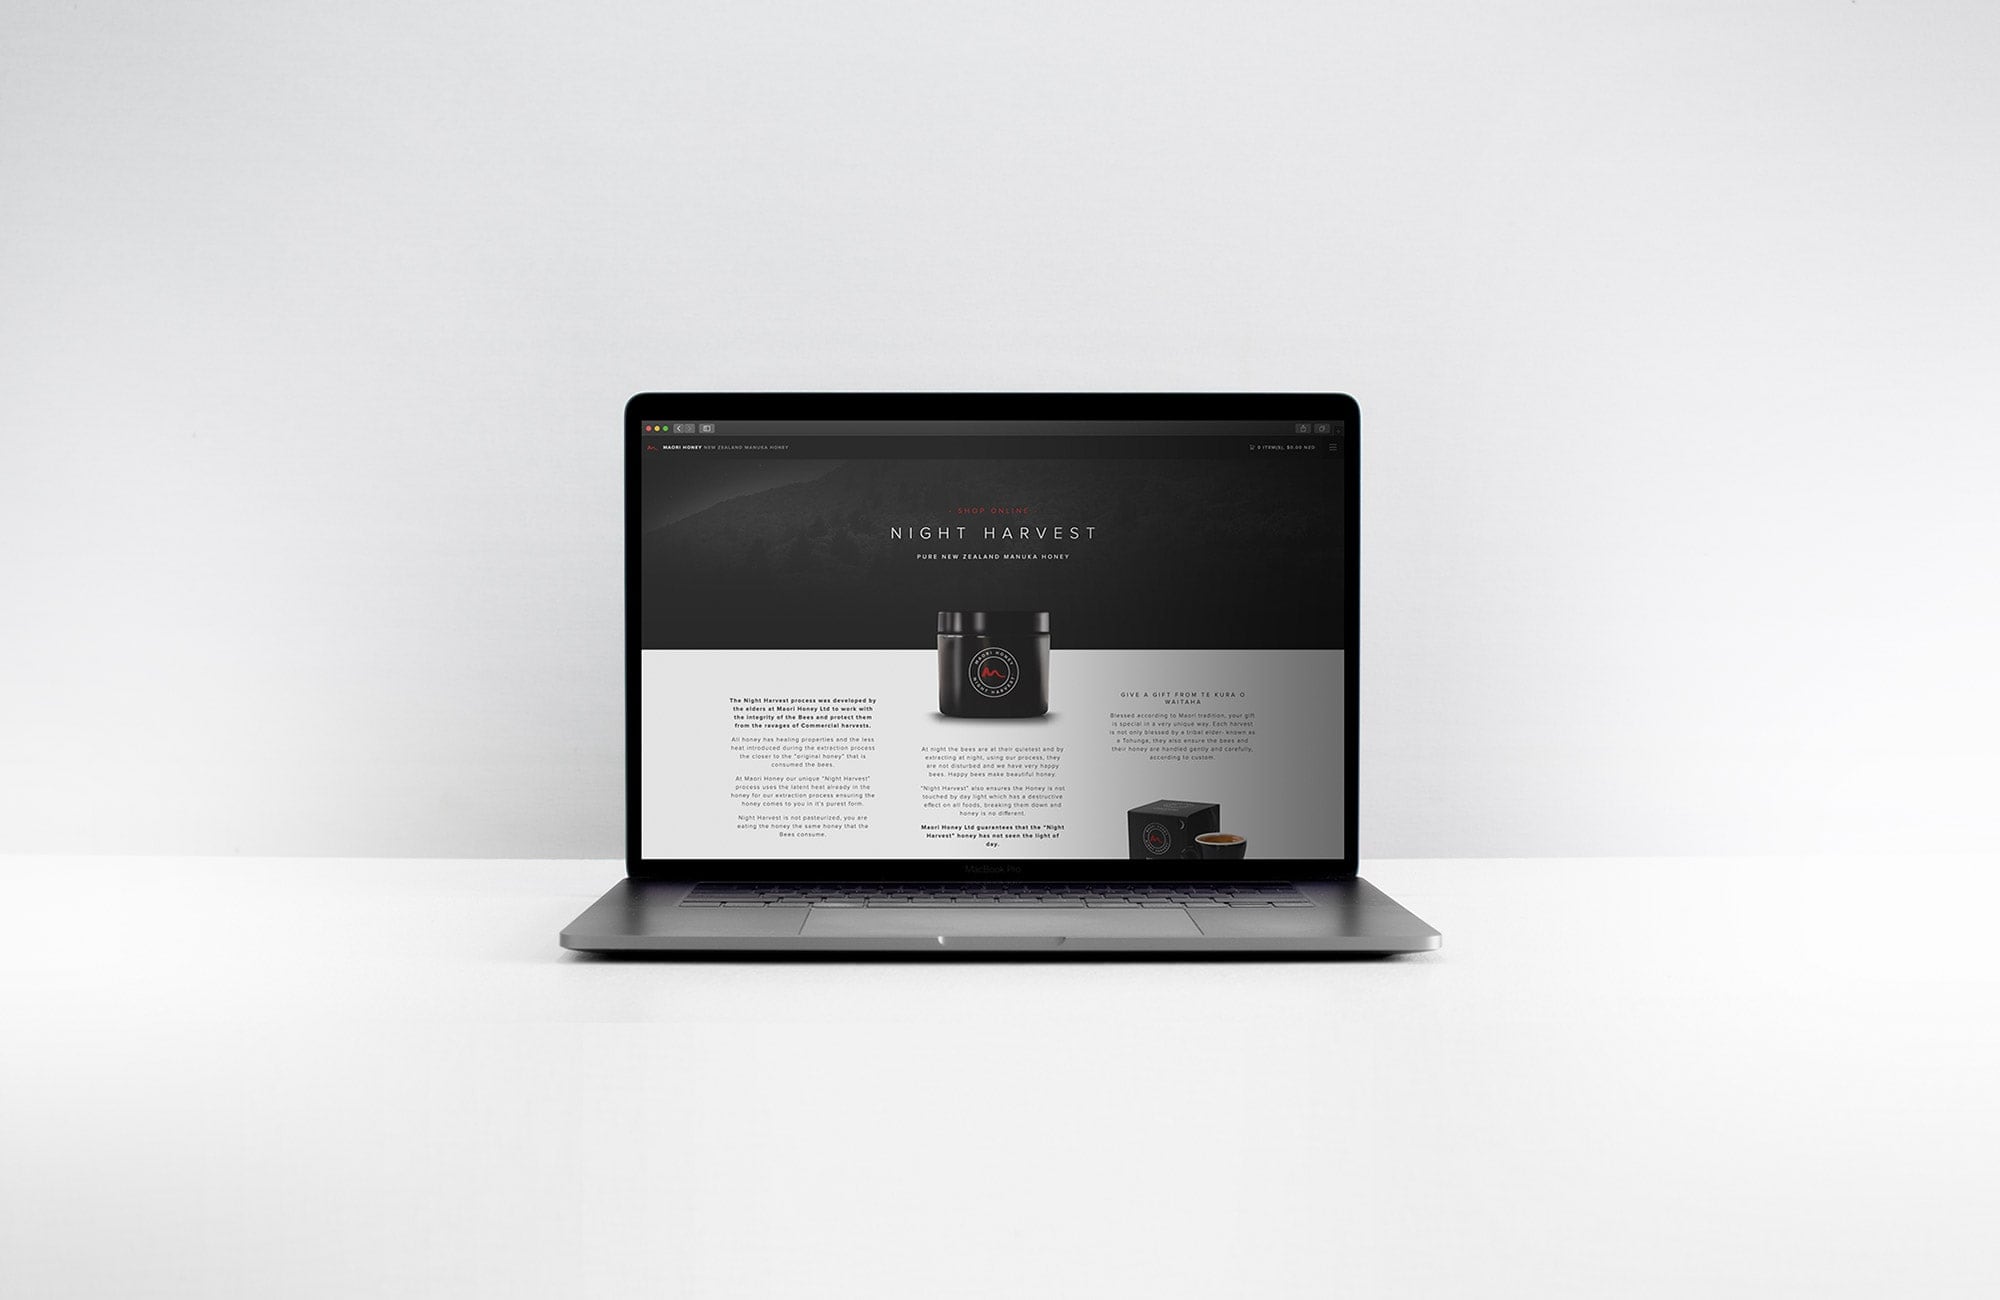 MAORI HONEY NEW ZEALAND MANUKA HONEY
0 ITEM(S), $0.00 NZD
- SHOP ONLINE -
NIGHT HARVEST
PURE NEW ZEALAND MANUKA HONEY
MAORI HONEY
NIGHT HARVEST
The Night Harvest process was developed by
the elders at Maori Honey Ltd to work with
the integrity of the Bees and protect them
from the ravages of Commercial harvests.
All honey has healing properties and the less
heat introduced during the extraction process
the closer to the "original honey" that is
consumed the bees.
At Maori Honey our unique "Night Harvest"
process uses the latent heat already in the
honey for our extraction process ensuring the
honey comes to you in it's purest form.
Night Harvest is not pasteurized, you are
eating the honey the same honey that the
Bees consume.
At night the bees are at their quietest and by
extracting at night, using our process, they
are not disturbed and we have very happy
bees. Happy bees make beautiful honey.
"Night Harvest" also ensures the Honey is not
touched by day light which has a destructive
effect on all foods, breaking them down and
honey is no different.
Maori Honey Ltd guarantees that the "Night
Harvest" honey has not seen the light of
day.
GIVE A GIFT FROM TE KURA O
WAITAHA
Blessed according to Maori tradition, your gift
is special in a very unique way. Each harvest
is not only blessed by a tribal elder- known as
a Tohunga, they also ensure the bees and
their honey are handled gently and carefully,
according to custom.
MacBook Pro